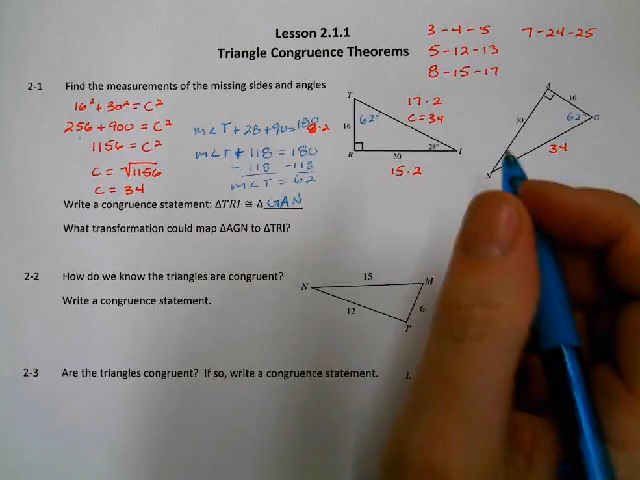 Lesson 2.1.1
Triangle Congruence Theorems
3-4-5
5-12-13
8-15-17
7-24-25
2-1 Find the measurements of the missing sides and angles
16² + 30² = C²
256 + 900 = C²
1156 = C²
C = √1156
C = 34
m∠T + 28 + 90 = 180
m∠T + 118 = 180
- 118 -118
m∠T = 62
8·2
T
16
62°
R
30
15·2
28°
I
17·2
C = 34
A
16
30
62°
G
34
N
Write a congruence statement: ΔTRI ≅ Δ GAN
What transformation could map ΔAGN to ΔTRI?
2-2 How do we know the triangles are congruent?
Write a congruence statement.
N
15
M
12
6
P
2-3 Are the triangles congruent? If so, write a congruence statement.